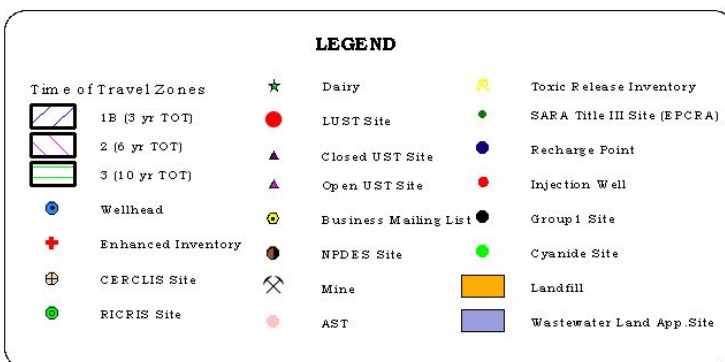 LEGEND
Time of Travel Zones
1B (3 yr TOT)
2 (6 yr TOT)
3 (10 yr TOT)
Wellhead
Enhanced Inventory
CERCLIS Site
RICRIS Site
Dairy
LUST Site
Closed UST Site
Open UST Site
Business Mailing List
NPDES Site
Mine
AST
Toxic Release Inventory
SARA Title III Site (EPCRA)
Recharge Point
Injection Well
Group1 Site
Cyanide Site
Landfill
Wastewater Land App.Site